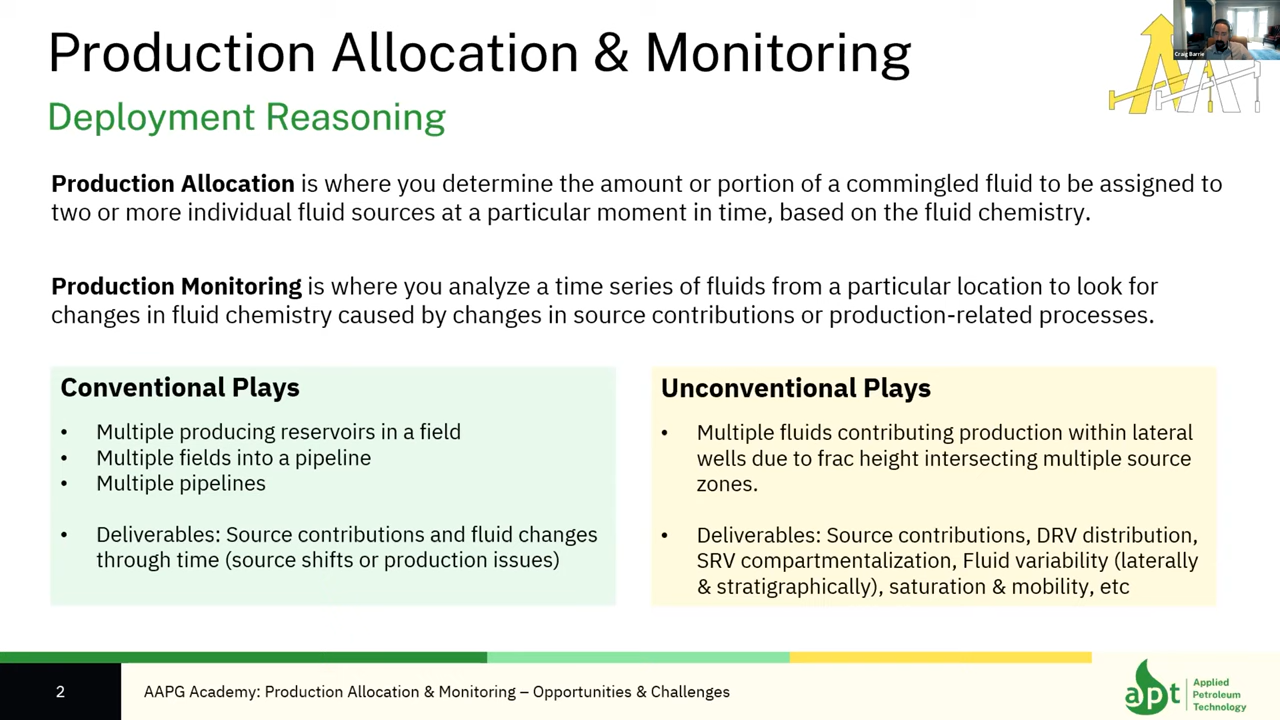 Production Allocation & Monitoring
Craig Barrie
Deployment Reasoning
Production Allocation is where you determine the amount or portion of a commingled fluid to be assigned to
two or more individual fluid sources at a particular moment in time, based on the fluid chemistry.
Production Monitoring is where you analyze a time series of fluids from a particular location to look for
changes in fluid chemistry caused by changes in source contributions or production-related processes.
Conventional Plays
• Multiple producing reservoirs in a field
• Multiple fields into a pipeline
• Multiple pipelines
• Deliverables: Source contributions and fluid changes
through time (source shifts or production issues)
Unconventional Plays
• Multiple fluids contributing production within lateral
wells due to frac height intersecting multiple source
zones.
• Deliverables: Source contributions, DRV distribution,
SRV compartmentalization, Fluid variability (laterally
& stratigraphically), saturation & mobility, etc
2
AAPG Academy: Production Allocation & Monitoring – Opportunities & Challenges
apt
Applied
Petroleum
Technology